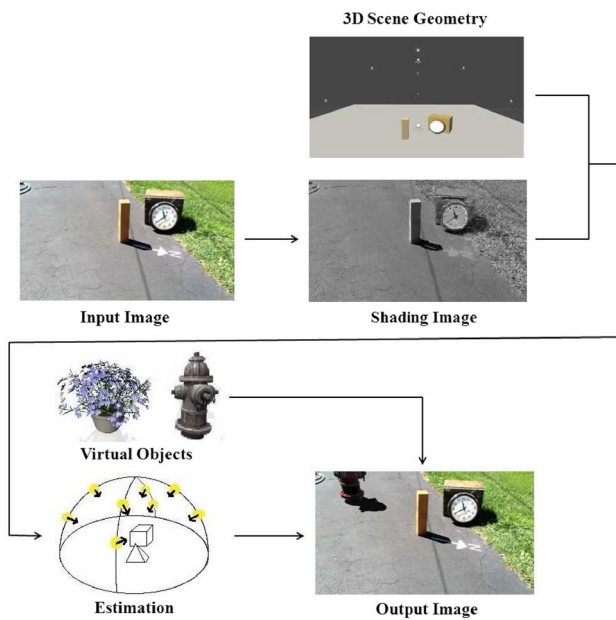 3D Scene Geometry
Input Image
Shading Image
Virtual Objects
Estimation
Output Image